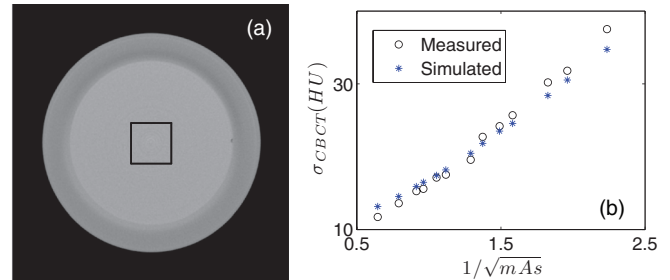 (a)
Measured
Simulated
30
10
σCBCT(HU)
(b)
0.5
1.5
2.5
1/√mAs